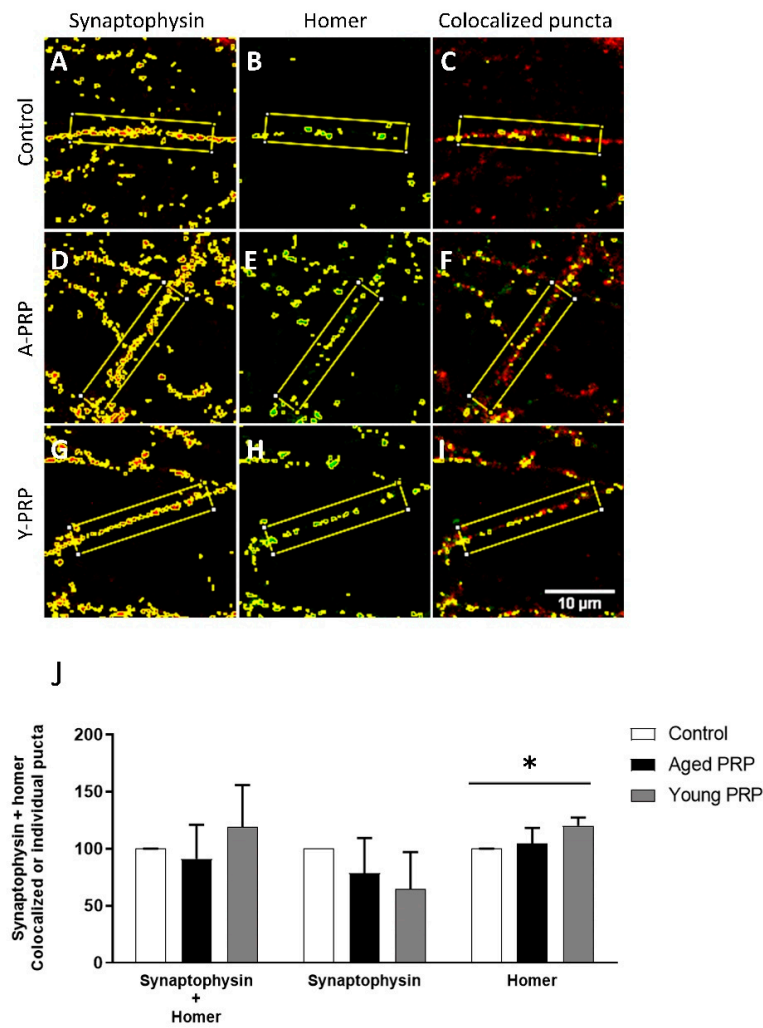 Synaptophysin Homer Colocalized puncta
A B C
Control
D E F
A-PRP
G H I
Y-PRP
10 µm
J
Synaptophysin + homer
Colocalized or individual pucta
200
150
100
50
0
*
Control
Aged PRP
Young PRP
Synaptophysin
+
Homer
Synaptophysin
Homer